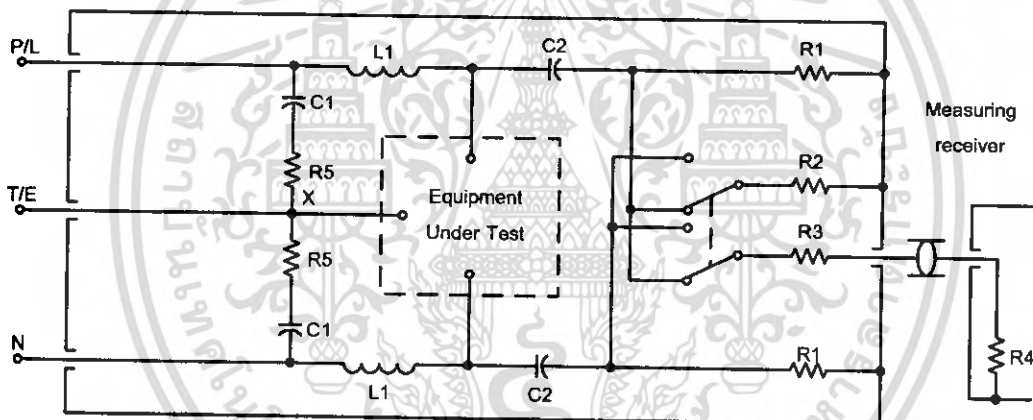 P/L
L1
C2
R1
C1
Measuring
receiver
R5
X
T/E
Equipment
Under Test
R2
R3
R5
C1
N
L1
C2
R1
R4